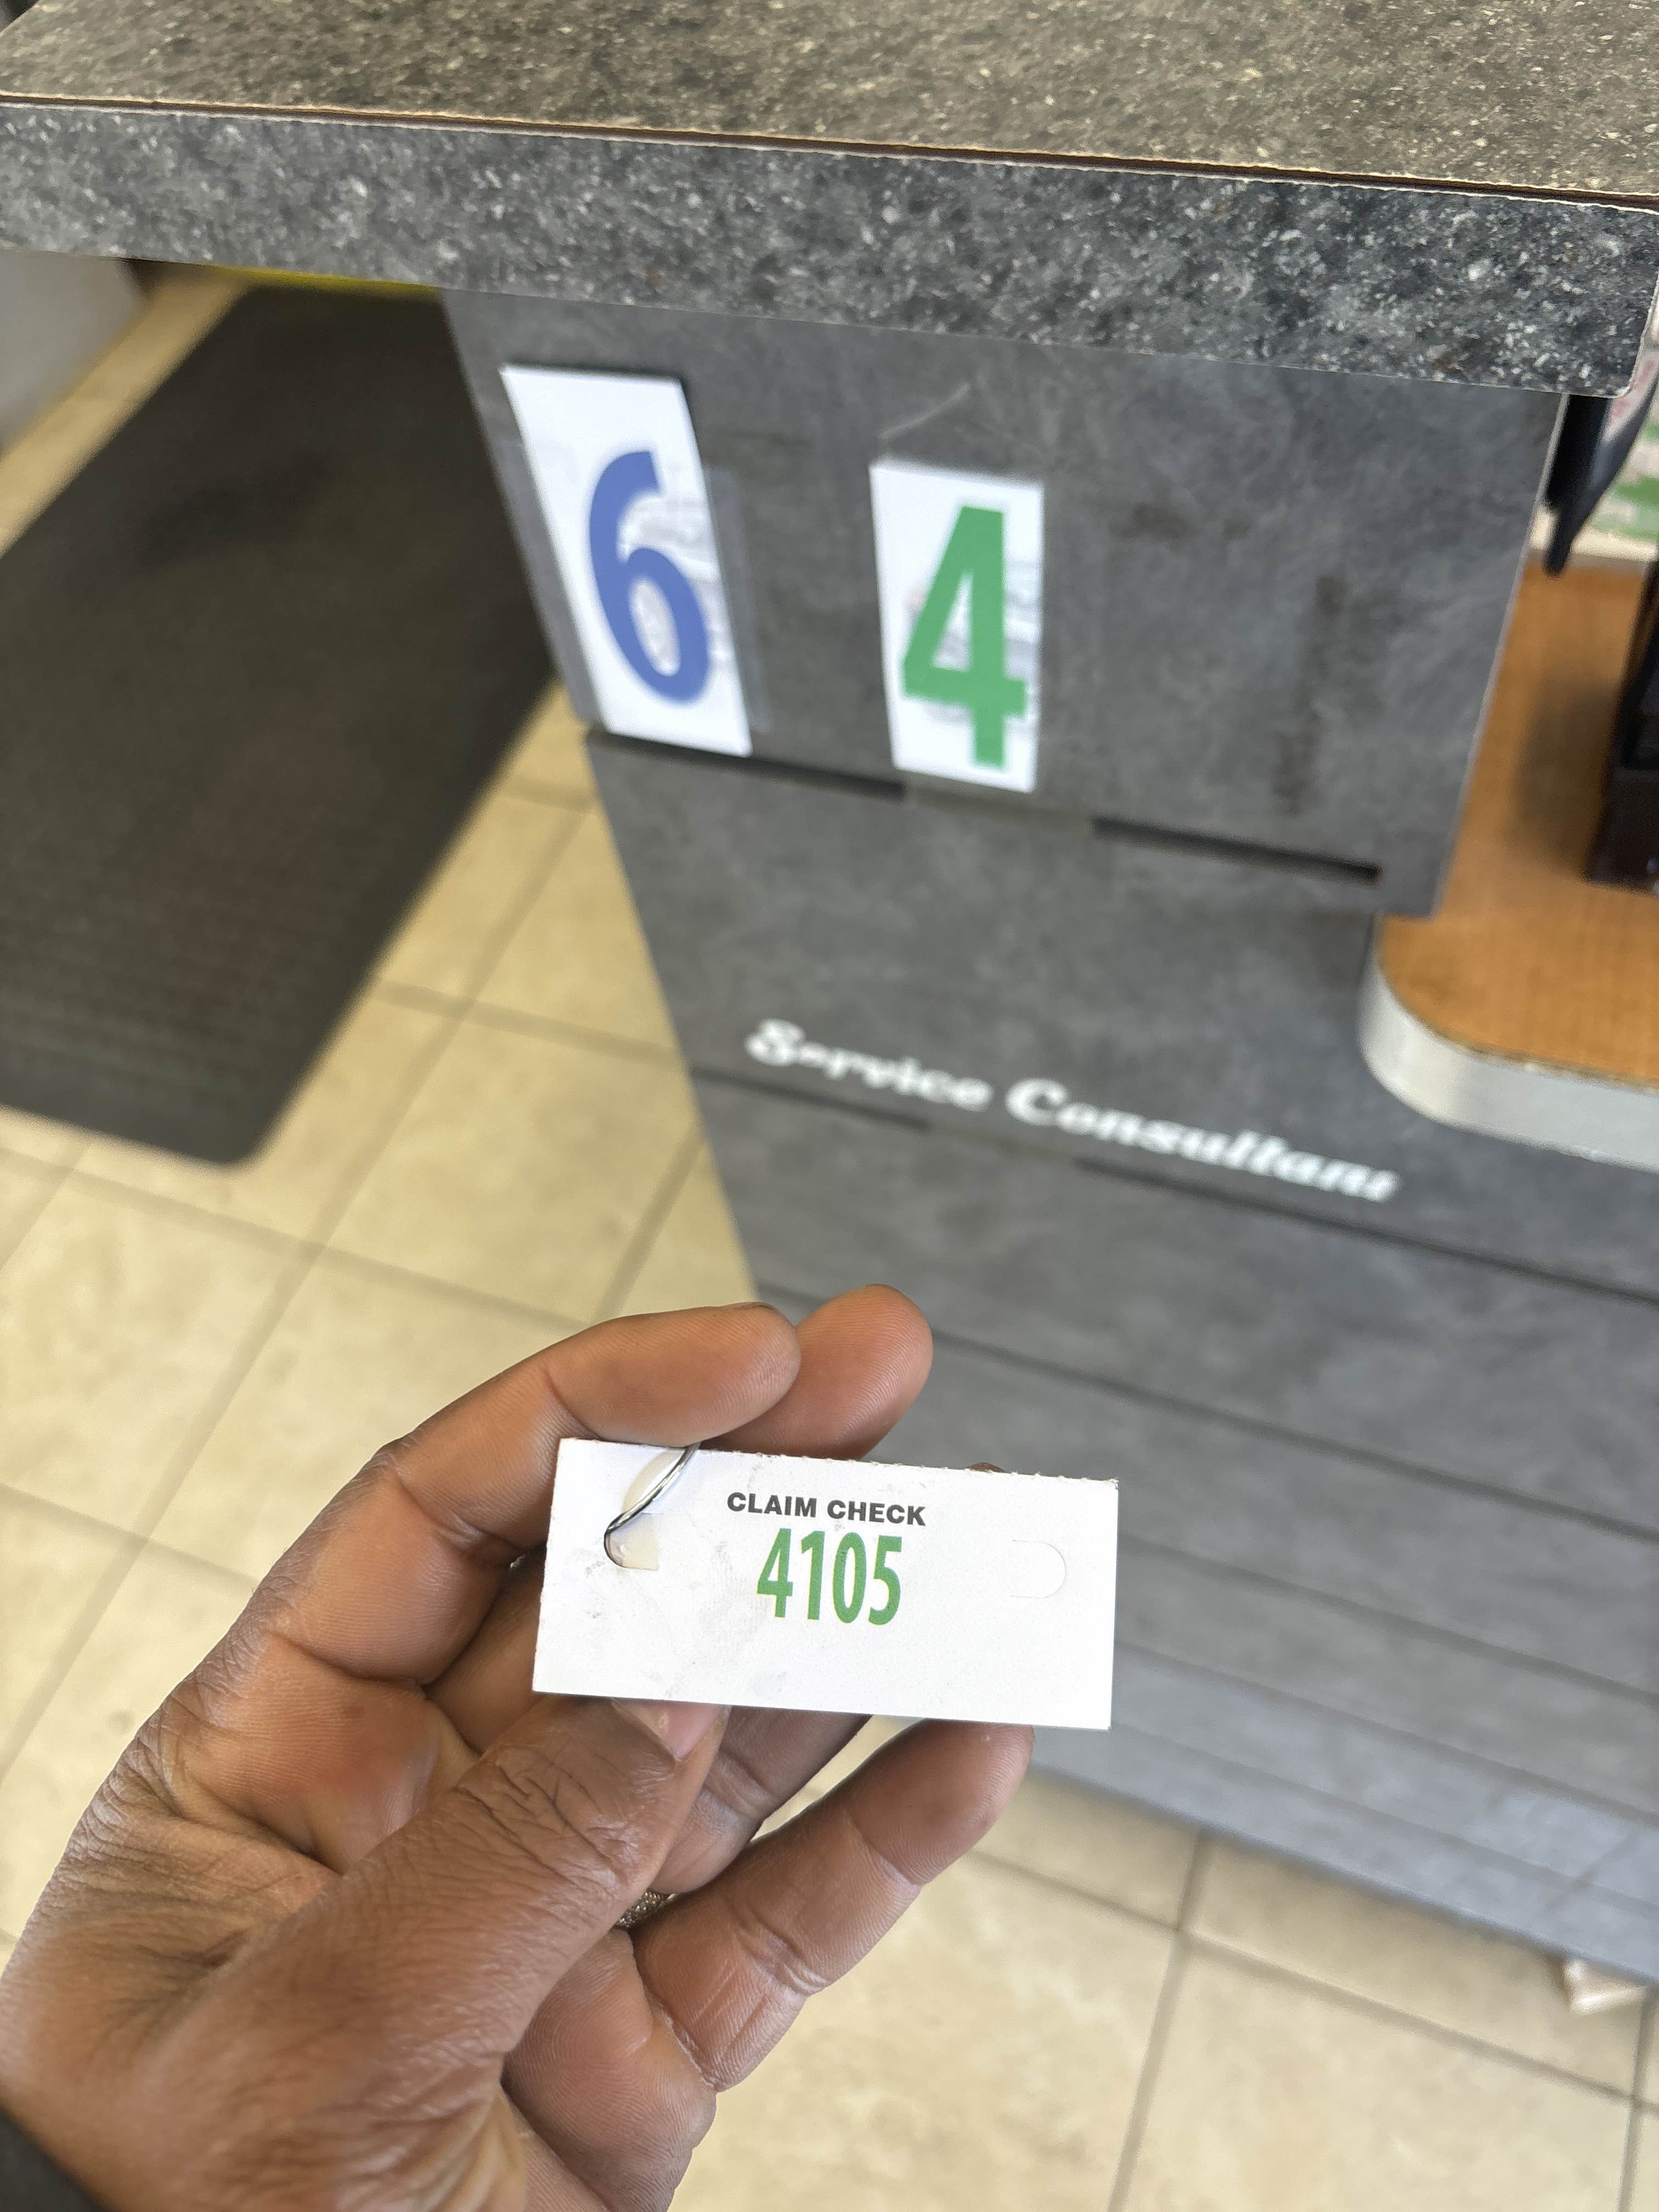 6 4
Service Consultant
CLAIM CHECK
4105